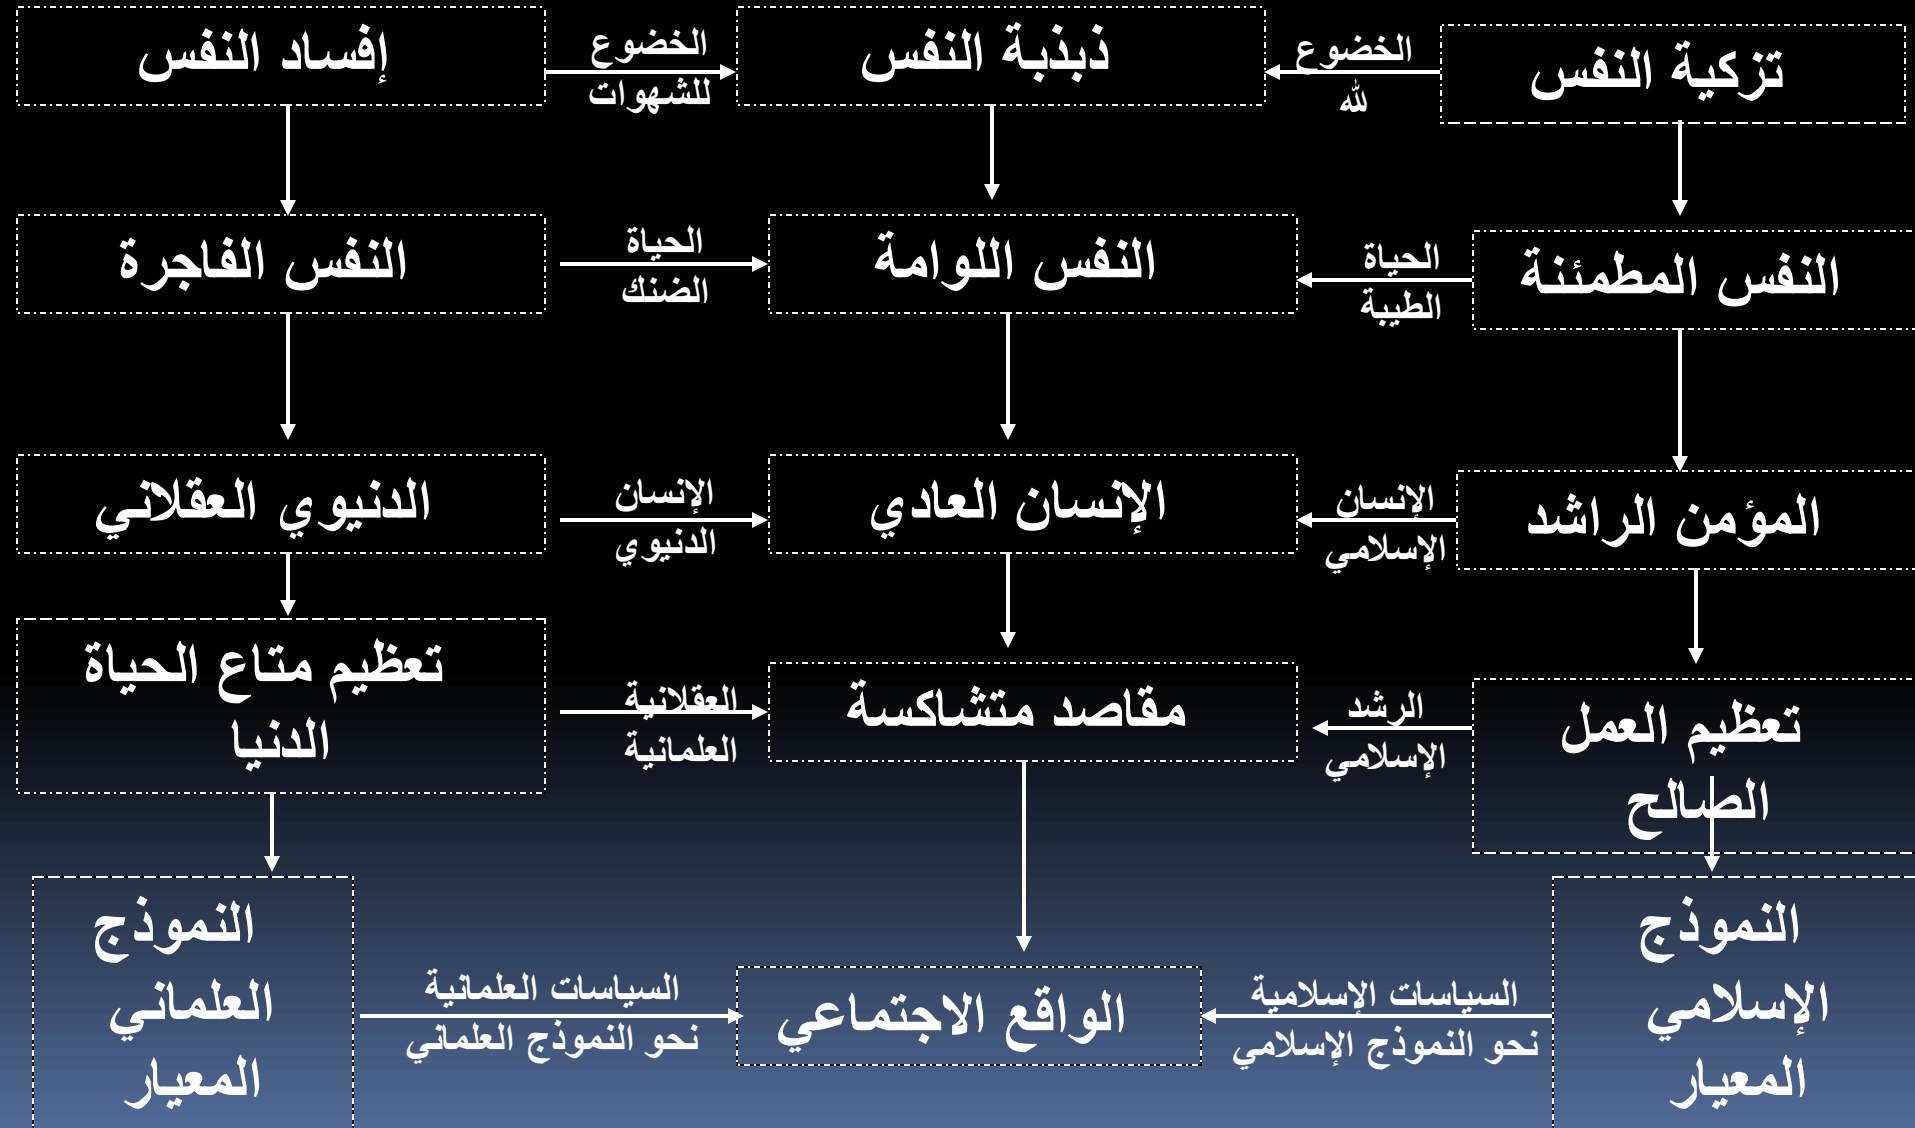 تزكية النفس
الخضوع
لله
ذبذبة النفس
الخضوع
للشهوات
إفساد النفس
النفس المطمئنة
الحياة
الطيبة
النفس اللوامة
الحياة
الضنك
النفس الفاجرة
المؤمن الراشد
الإنسان
الإسلامي
الإنسان العادي
الإنسان
الدنيوي
الدنيوي العقلاني
تعظيم العمل
الصالح
الرشد
الإسلامي
مقاصد متشاكسة
العقلانية
العلمانية
تعظيم متاع الحياة
الدنيا
النموذج
الإسلامي
المعيار
السياسات الإسلامية
نحو النموذج الإسلامي
الواقع الاجتماعي
السياسات العلمانية
نحو النموذج العلماني
النموذج
العلماني
المعيار